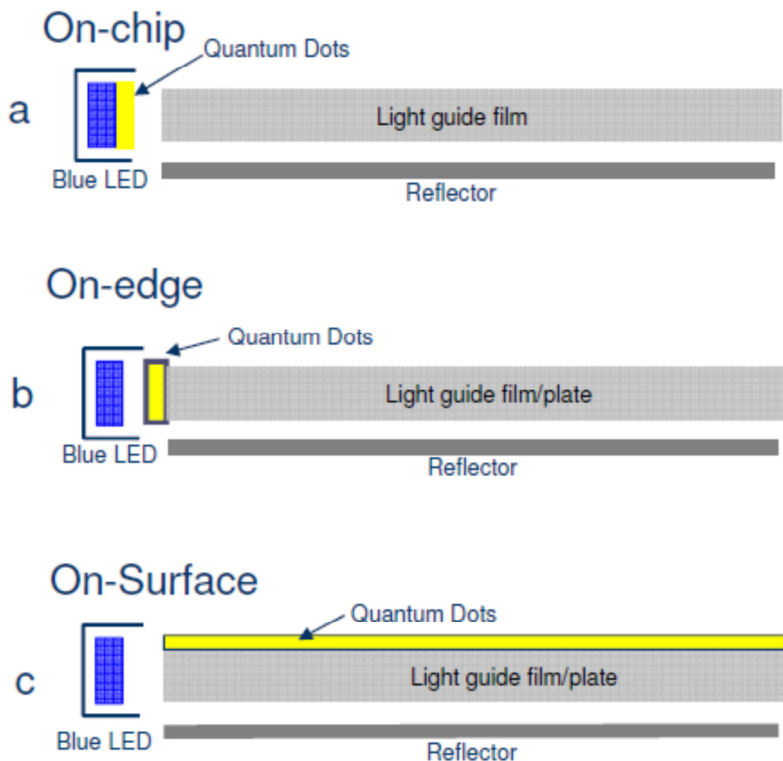 On-chip
Quantum Dots
a
Light guide film
Blue LED
Reflector
On-edge
Quantum Dots
b
Light guide film/plate
Blue LED
Reflector
On-Surface
Quantum Dots
c
Light guide film/plate
Blue LED
Reflector